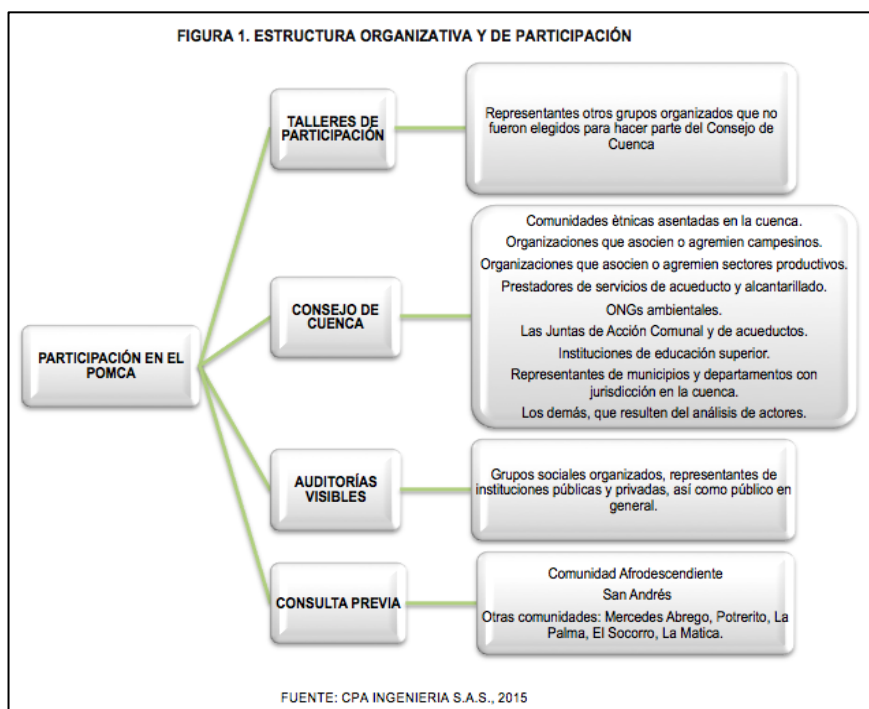 FIGURA 1. ESTRUCTURA ORGANIZATIVA Y DE PARTICIPACIÓN
TALLERES DE
PARTICIPACIÓN
Representantes otros grupos organizados que no
fueron elegidos para hacer parte del Consejo de
Cuenca
PARTICIPACIÓN EN EL
POMCA
CONSEJO DE
CUENCA
Comunidades ètnicas asentadas en la cuenca.
Organizaciones que asocien o agremien campesinos.
Organizaciones que asocien o agremien sectores productivos.
Prestadores de servicios de acueducto y alcantarillado.
ONGs ambientales.
Las Juntas de Acción Comunal y de acueductos.
Instituciones de educación superior.
Representantes de municipios y departamentos con
jurisdicción en la cuenca.
Los demás, que resulten del análisis de actores.
AUDITORÍAS
VISIBLES
Grupos sociales organizados, representantes de
instituciones públicas y privadas, así como público en
general.
CONSULTA PREVIA
Comunidad Afrodescendiente
San Andrés
Otras comunidades: Mercedes Abrego, Potrerito, La
Palma, El Socorro, La Matica.
FUENTE: CPA INGENIERIA S.A.S., 2015